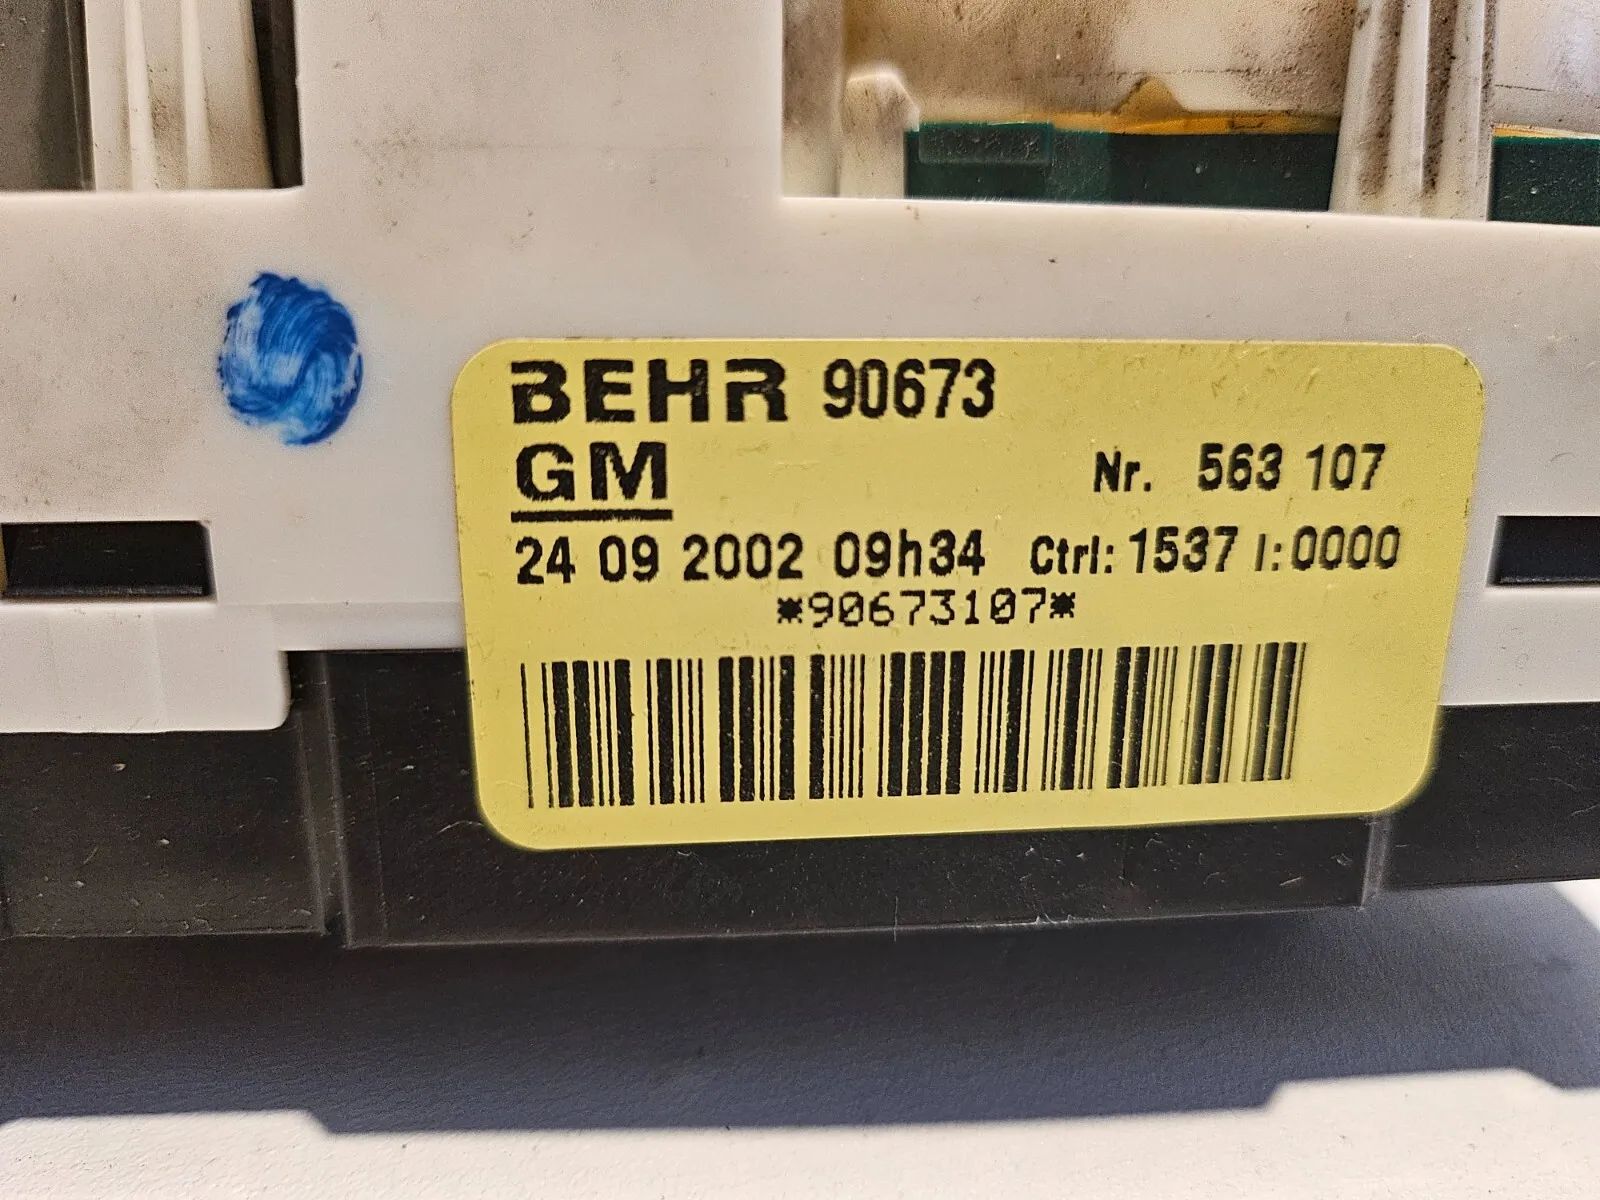 BEHR 90673
GM Nr. 563 107
24 09 2002 09h34 Ctrl: 1537 I:0000
*90673107*